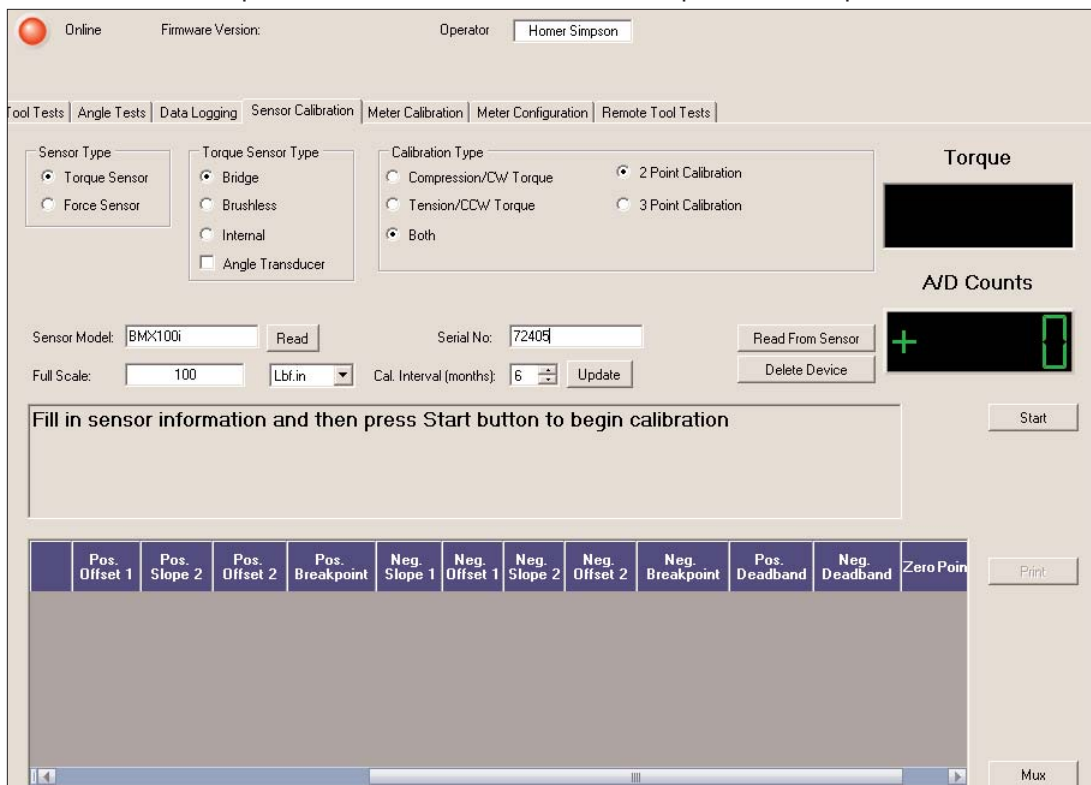 Online Firmware Version: Operator Homer Simpson
Tool Tests Angle Tests Data Logging Sensor Calibration Meter Calibration Meter Configuration Remote Tool Tests
Sensor Type
Torque Sensor
Force Sensor
Torque Sensor Type
Bridge
Brushless
Internal
Angle Transducer
Calibration Type
Compression/CW Torque
Tension/CCW Torque
Both
2 Point Calibration
3 Point Calibration
Torque
A/D Counts
+ 0
Sensor Model: BMX100i Read Serial No: 72405 Read From Sensor
Full Scale: 100 Lbf.in Cal. Interval (months): 6 Update Delete Device
Fill in sensor information and then press Start button to begin calibration
Start
Pos. Offset 1 Pos. Slope 2 Pos. Offset 2 Pos. Breakpoint Neg. Slope 1 Neg. Offset 1 Neg. Slope 2 Neg. Offset 2 Neg. Breakpoint Pos. Deadband Neg. Deadband Zero Poin
Print
Mux